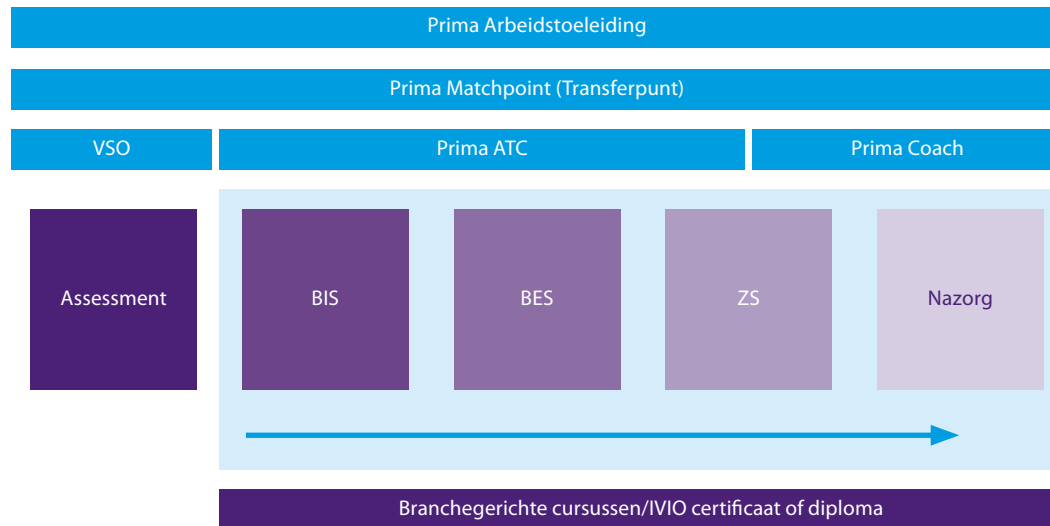 Prima Arbeidstoeleiding
Prima Matchpoint (Transferpunt)
VSO
Prima ATC
Prima Coach
Assessment
BIS
BES
ZS
Nazorg
Branchegerichte cursussen/IVIO certificaat of diploma